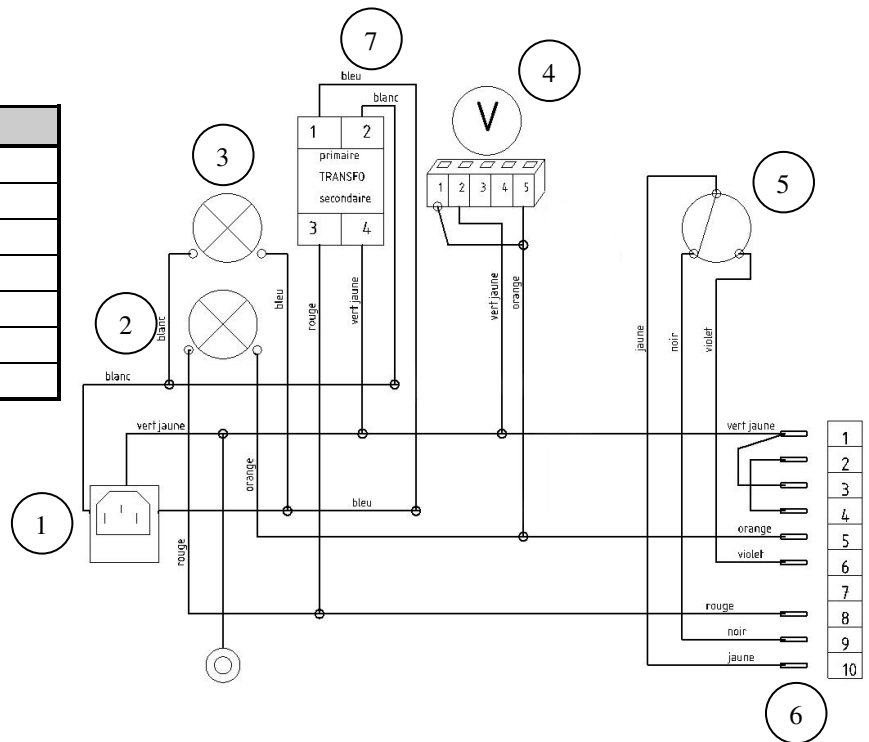 7
4
bleu
blanc
V
1 2
primaire
TRANSFO
secondaire
3 4
3
1 2 3 4 5
5
2
blanc
bleu
rouge
vert jaune
vert jaune
orange
jaune
noir
violet
blanc
vert jaune
vert jaune
1
2
3
4
orange
bleu
orange
5
violet
6
1
rouge
7
rouge
8
noir
9
jaune
10
6